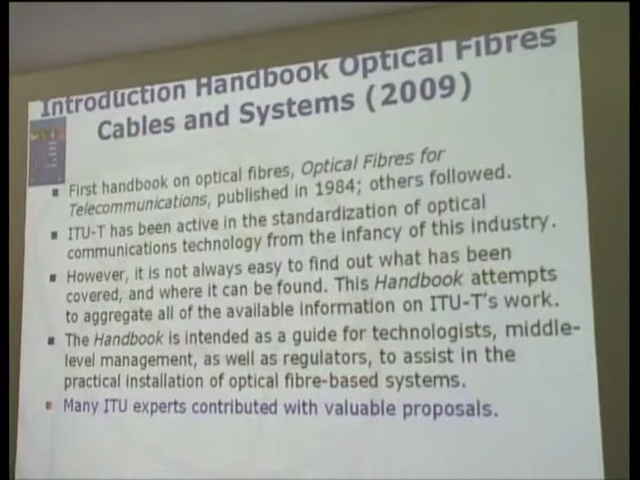 Introduction Handbook Optical Fibres
Cables and Systems (2009)
First handbook on optical fibres, Optical Fibres for
Telecommunications, published in 1984; others followed.
ITU-T has been active in the standardization of optical
communications technology from the infancy of this industry.
However, it is not always easy to find out what has been
covered, and where it can be found. This Handbook attempts
to aggregate all of the available information on ITU-T's work.
The Handbook is intended as a guide for technologists, middle-
level management, as well as regulators, to assist in the
practical installation of optical fibre-based systems.
Many ITU experts contributed with valuable proposals.